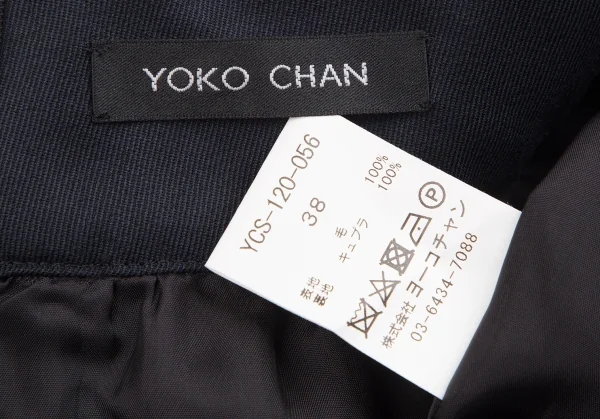 YOKO CHAN
YCS-120-056
38
表地 毛 100%
裏地 キュプラ 100%
株式会社 ヨーコチャン
03-6434-7088